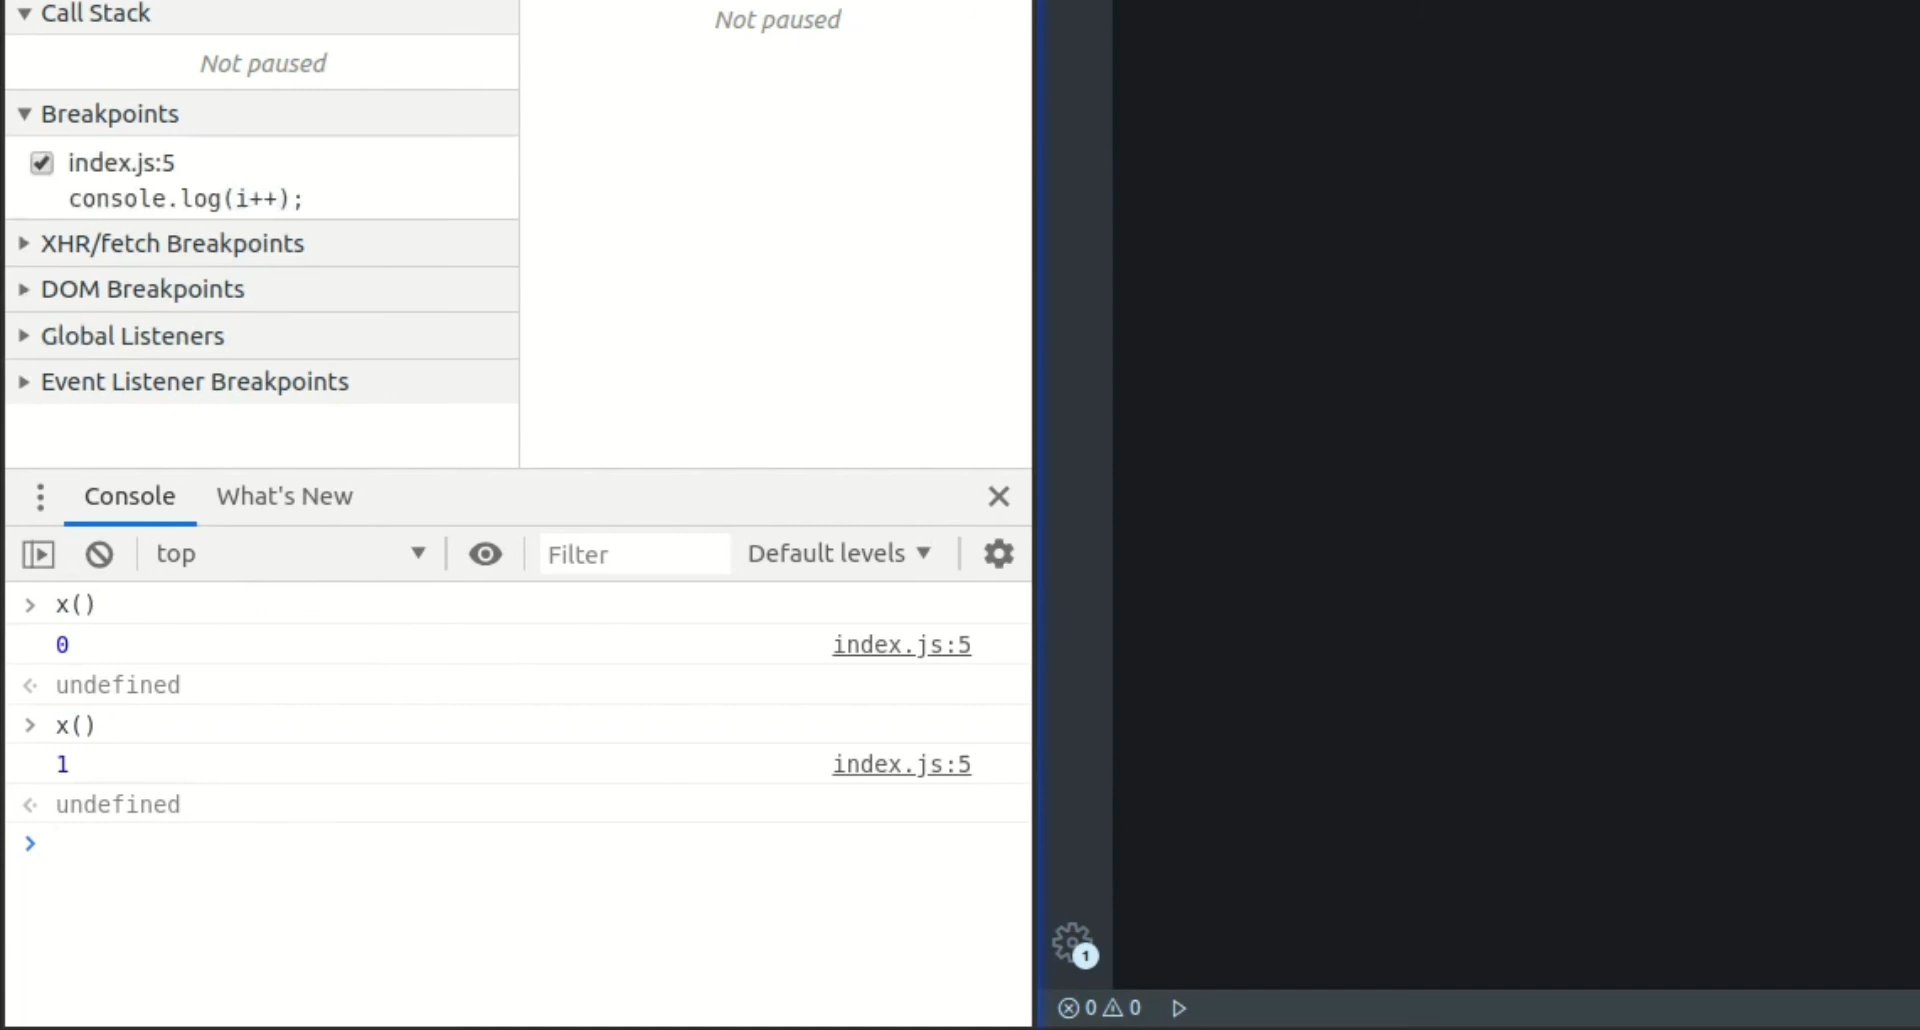 Call Stack
Not paused
Not paused
Breakpoints
index.js:5
console.log(i++);
XHR/fetch Breakpoints
DOM Breakpoints
Global Listeners
Event Listener Breakpoints
Console What's New
top Filter Default levels
x()
0 index.js:5
undefined
x()
1 index.js:5
undefined
1
0 0